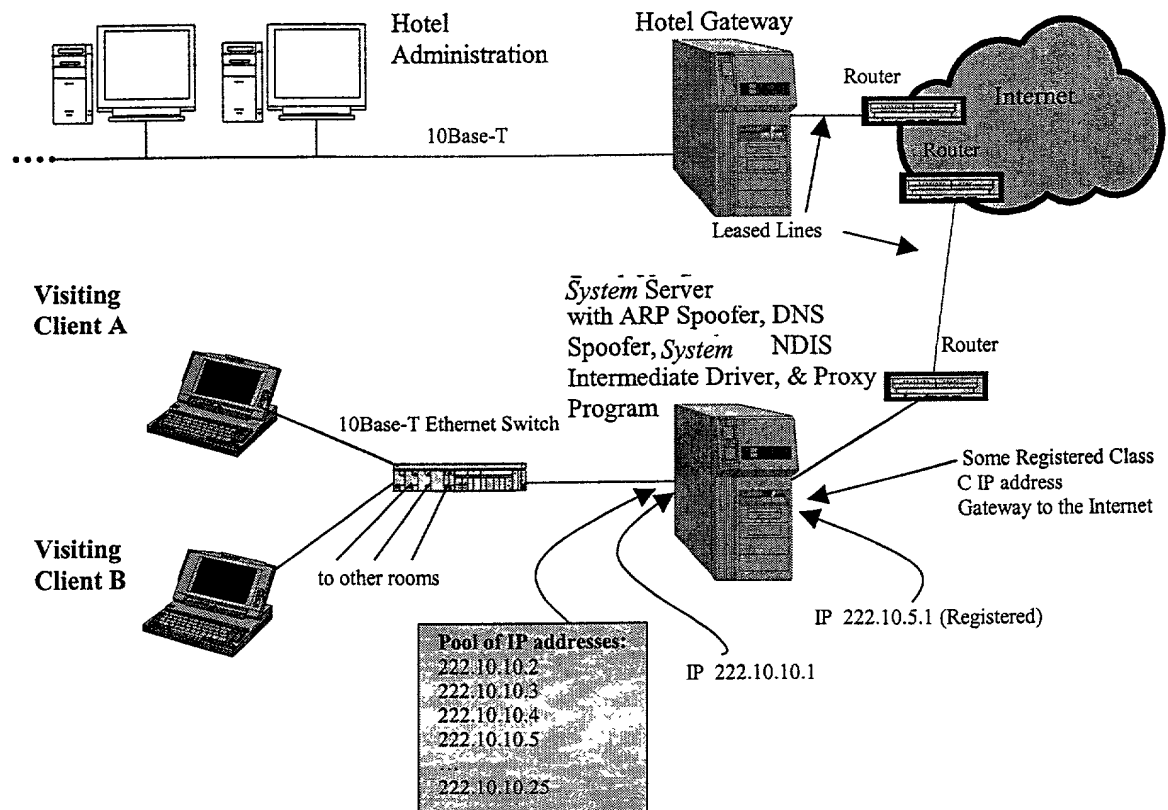 Hotel
Administration
Hotel Gateway
Router
Internet
10Base-T
Router
Leased Lines
Visiting
Client A
System Server
with ARP Spoofer, DNS
Spoofer, System NDIS
Intermediate Driver, & Proxy
Program
Router
10Base-T Ethernet Switch
Some Registered Class
C IP address
Gateway to the Internet
Visiting
Client B
to other rooms
IP 222.10.5.1 (Registered)
IP 222.10.10.1
Pool of IP addresses:
222.10.10.2
222.10.10.3
222.10.10.4
222.10.10.5
...
222.10.10.25